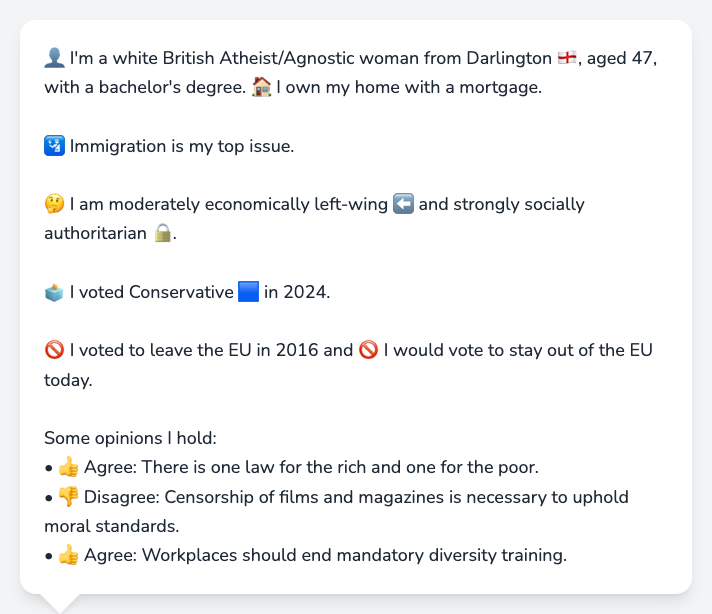 👤 I'm a white British Atheist/Agnostic woman from Darlington 🏴󠁧󠁢󠁥󠁮󠁧󠁿, aged 47,
with a bachelor's degree. 🏠 I own my home with a mortgage.
🛂 Immigration is my top issue.
🤔 I am moderately economically left-wing ⬅️ and strongly socially
authoritarian 🔒.
🗳️ I voted Conservative 🟦 in 2024.
🚫 I voted to leave the EU in 2016 and 🚫 I would vote to stay out of the EU
today.
Some opinions I hold:
• 👍 Agree: There is one law for the rich and one for the poor.
• 👎 Disagree: Censorship of films and magazines is necessary to uphold
moral standards.
• 👍 Agree: Workplaces should end mandatory diversity training.